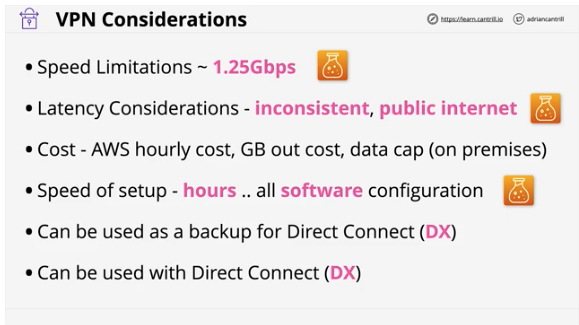 VPN Considerations
https://learn.cantrill.io
adriancantrill
• Speed Limitations ~ 1.25Gbps
• Latency Considerations - inconsistent, public internet
• Cost - AWS hourly cost, GB out cost, data cap (on premises)
• Speed of setup - hours .. all software configuration
• Can be used as a backup for Direct Connect (DX)
• Can be used with Direct Connect (DX)